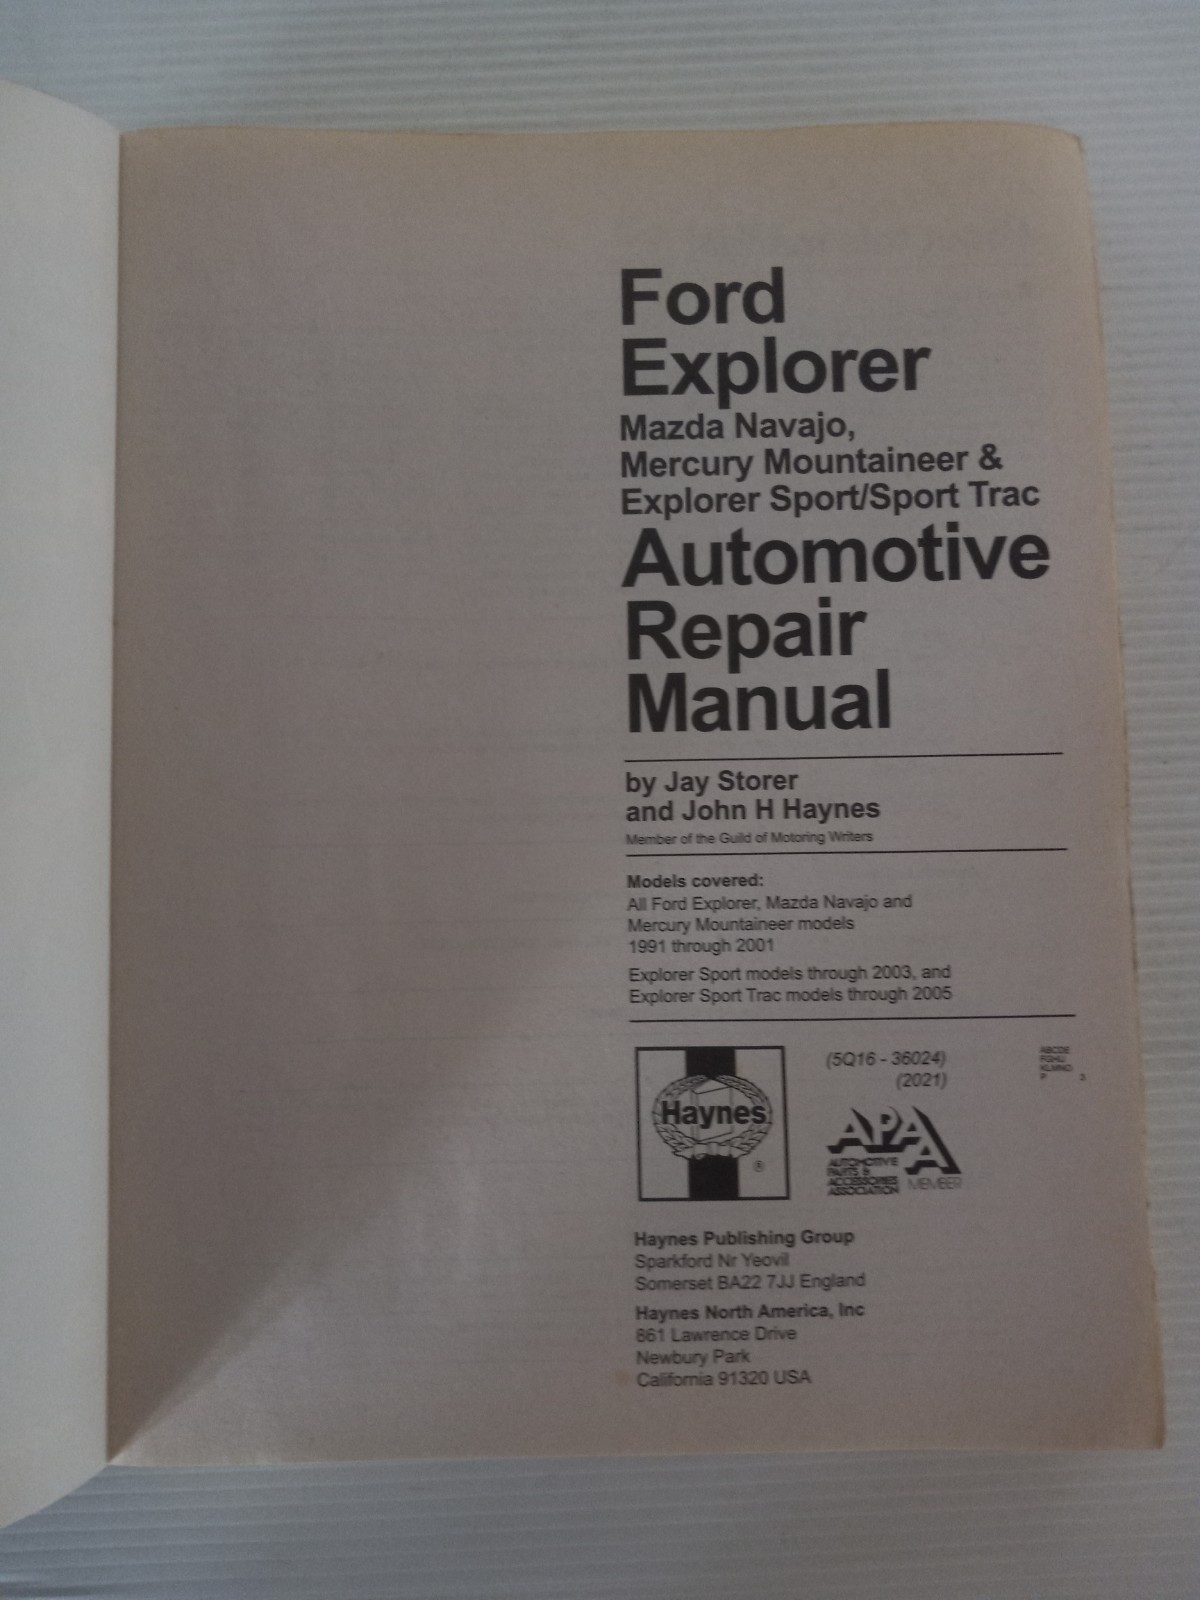 Ford
Explorer
Mazda Navajo,
Mercury Mountaineer &
Explorer Sport/Sport Trac
Automotive
Repair
Manual
by Jay Storer
and John H Haynes
Member of the Guild of Motoring Writers
Models covered:
All Ford Explorer, Mazda Navajo and
Mercury Mountaineer models
1991 through 2001
Explorer Sport models through 2003, and
Explorer Sport Trac models through 2005
Haynes
®
(5Q16 - 36024)
(2021)
ABCDE
FGHIJ
KLMNO
P
APAA
AUTOMOTIVE
PARTS &
ACCESSORIES
ASSOCIATION
MEMBER
Haynes Publishing Group
Sparkford Nr Yeovil
Somerset BA22 7JJ England
Haynes North America, Inc
861 Lawrence Drive
Newbury Park
California 91320 USA